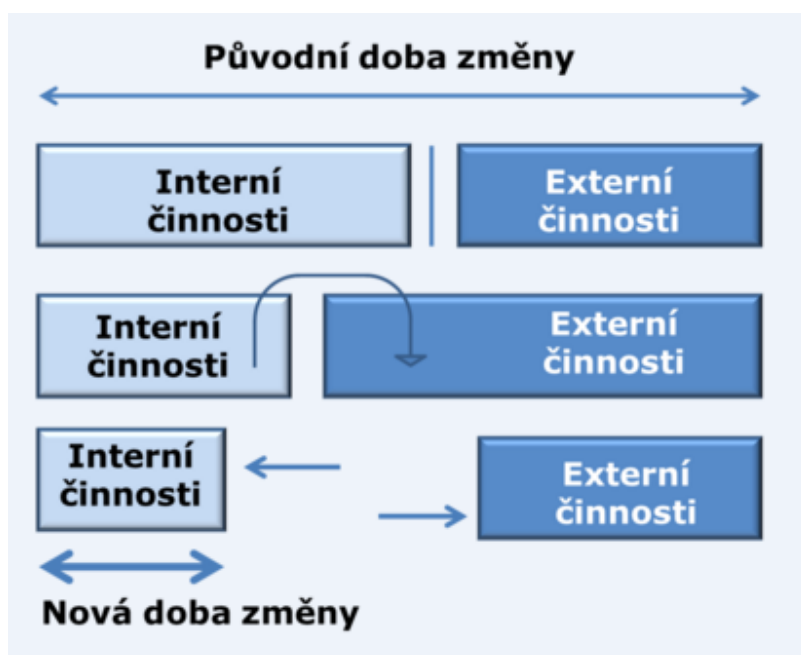 Původní doba změny
Interní
činnosti
Externí
činnosti
Interní
činnosti
Externí
činnosti
Interní
činnosti
Externí
činnosti
Nová doba změny